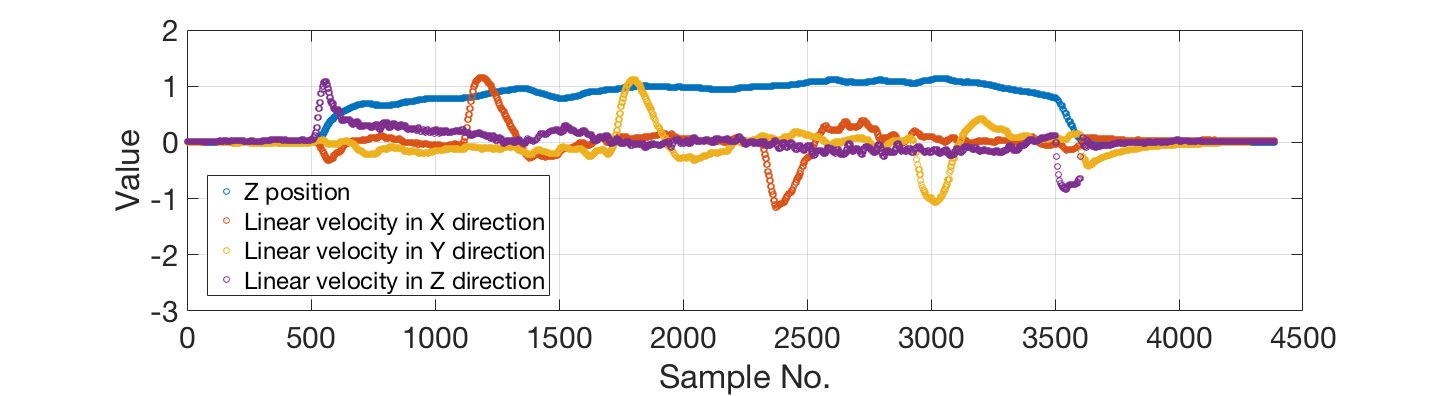 2
1
0
-1
-2
-3
Value
Z position
Linear velocity in X direction
Linear velocity in Y direction
Linear velocity in Z direction
0 500 1000 1500 2000 2500 3000 3500 4000 4500
Sample No.